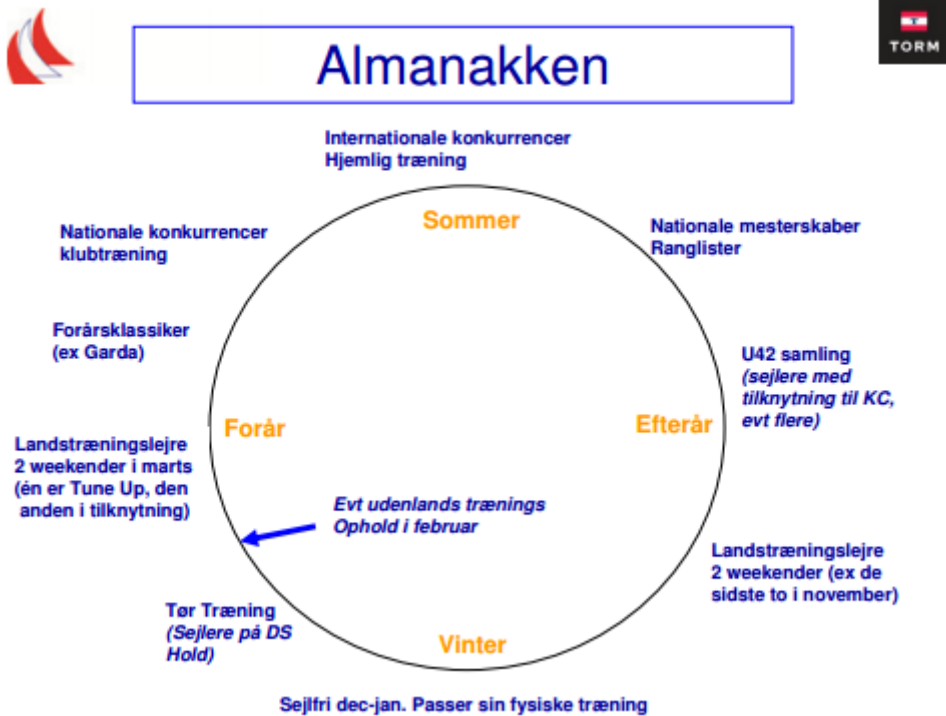 TORM
Almanakken
Internationale konkurrencer
Hjemlig træning
Sommer
Nationale konkurrencer
klubtræning
Nationale mesterskaber
Ranglister
Forårsklassiker
(ex Garda)
U42 samling
(sejlere med
tilknytning til KC,
evt flere)
Forår
Efterår
Landstræningslejre
2 weekender i marts
(én er Tune Up, den
anden i tilknytning)
Evt udenlands trænings
Ophold i februar
Landstræningslejre
2 weekender (ex de
sidste to i november)
Tør Træning
(Sejlere på DS
Hold)
Vinter
Sejlfri dec-jan. Passer sin fysiske træning